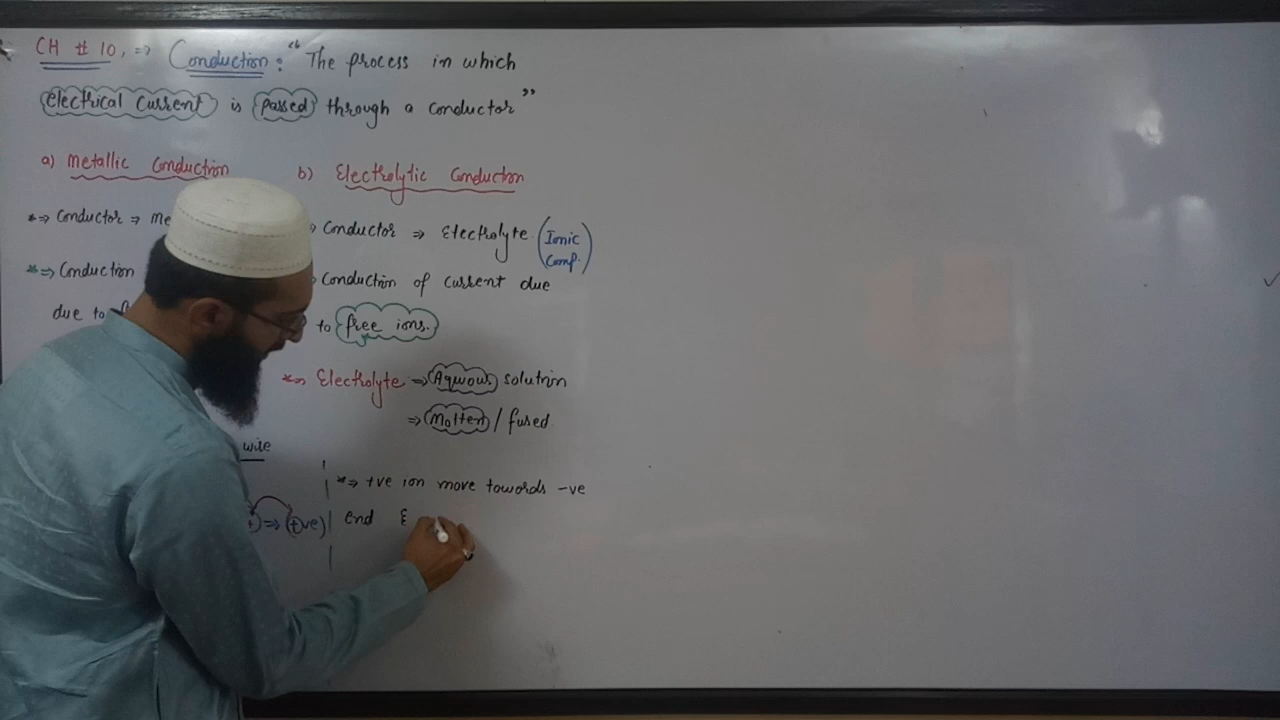 CH # 10, => Conduction: "The process in which
electrical current is passed through a conductor"
a) Metallic Conduction
b) Electrolytic Conduction
*=> Conductor => Me
*=> Conduction
due to
Conductor => Electrolyte (Ionic
Comp.)
Conduction of current due
to free ions.
*=> Electrolyte => Aqueous solution
=> Molten / fused
wire
=> (+ve)
*=> +ve ion move towards -ve
end &